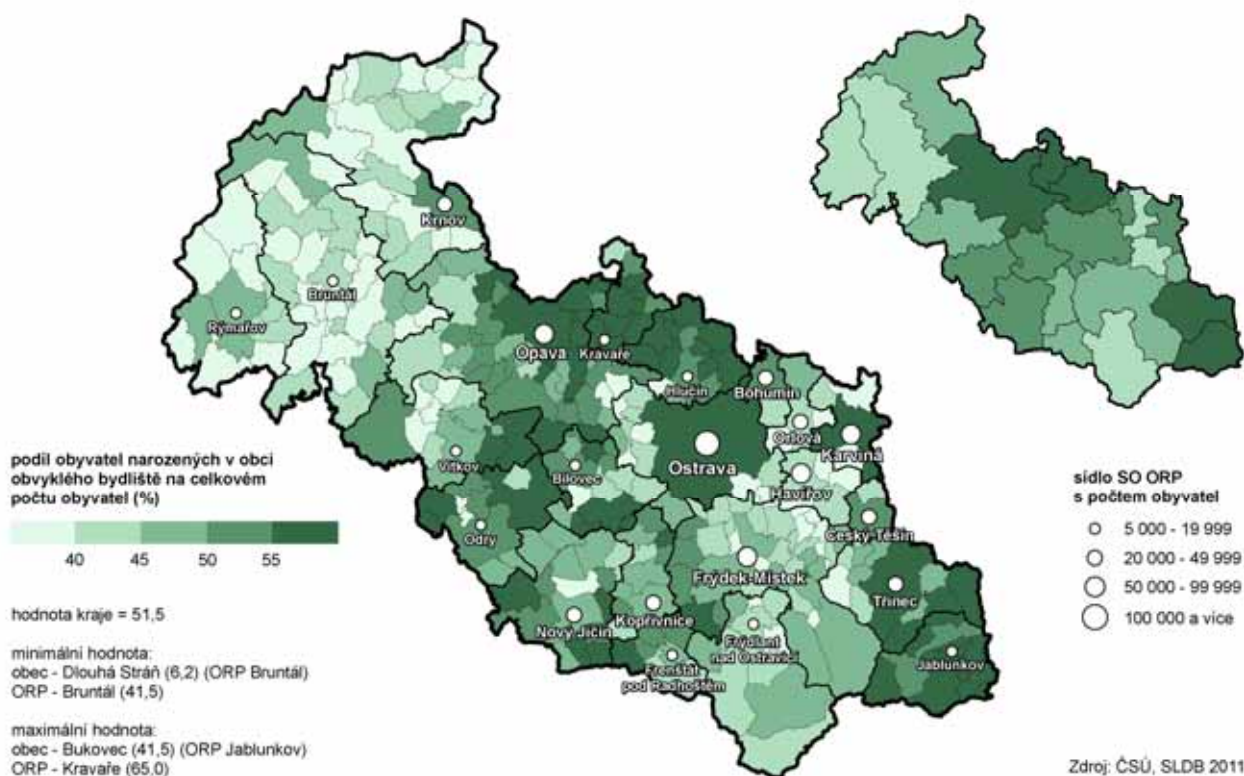 Krnov
Bruntál
Rýmařov
Opava
Kravaře
Hlučín
Bohumín
Orlová
Karviná
Ostrava
Vítkov
Bílovec
Havířov
Český Těšín
Odry
Frýdek-Místek
Třinec
Nový Jičín
Kopřivnice
Frýdlant
nad Ostravicí
Jablunkov
Frenštát
pod Radhoštěm
podíl obyvatel narozených v obci
obvyklého bydliště na celkovém
počtu obyvatel (%)
40 45 50 55
hodnota kraje = 51,5
minimální hodnota:
obec - Dlouhá Stráň (6,2) (ORP Bruntál)
ORP - Bruntál (41,5)
maximální hodnota:
obec - Bukovec (41,5) (ORP Jablunkov)
ORP - Kravaře (65,0)
sídlo SO ORP
s počtem obyvatel
5 000 - 19 999
20 000 - 49 999
50 000 - 99 999
100 000 a více
Zdroj: ČSÚ, SLDB 2011